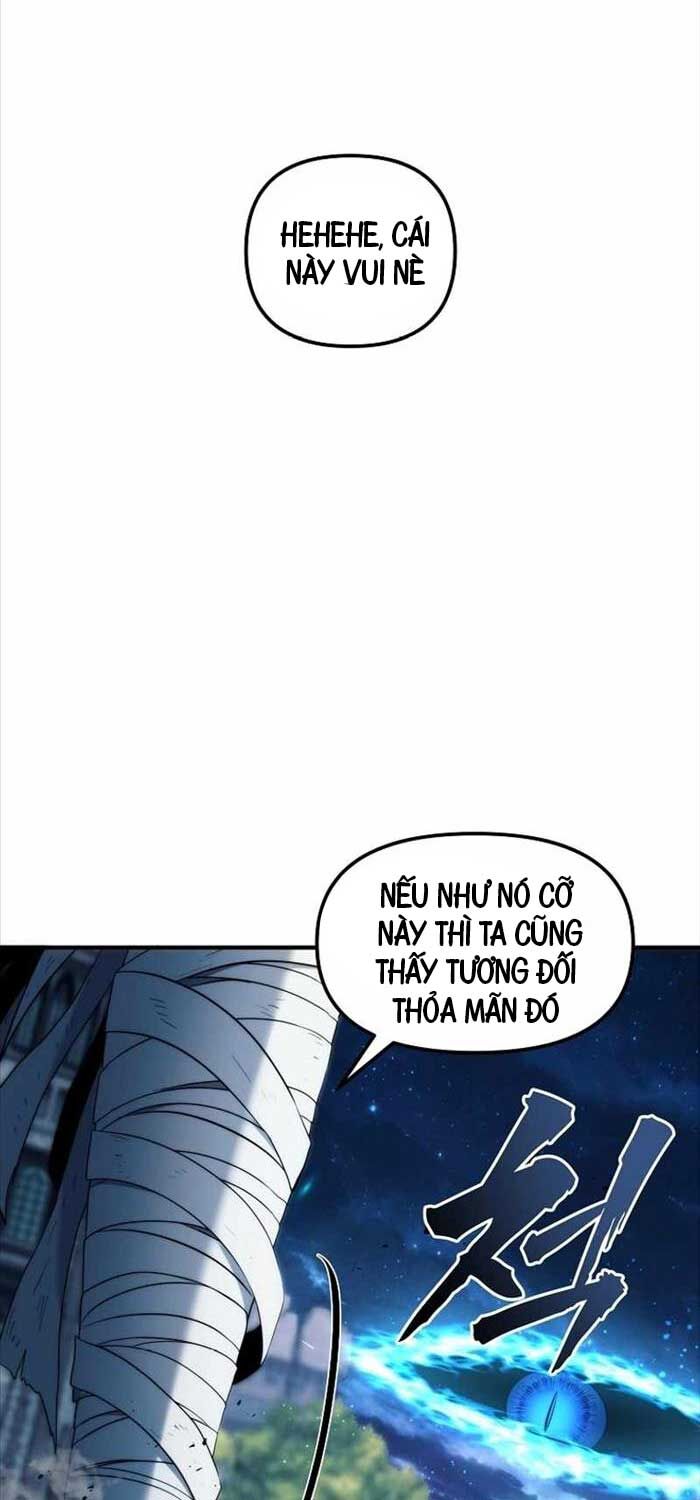 HEHEHE, CÁI
NÀY VUI NÈ
NẾU NHƯ NÓ CỠ
NÀY THÌ TA CŨNG
THẤY TƯƠNG ĐỐI
THỎA MÃN ĐÓ
척